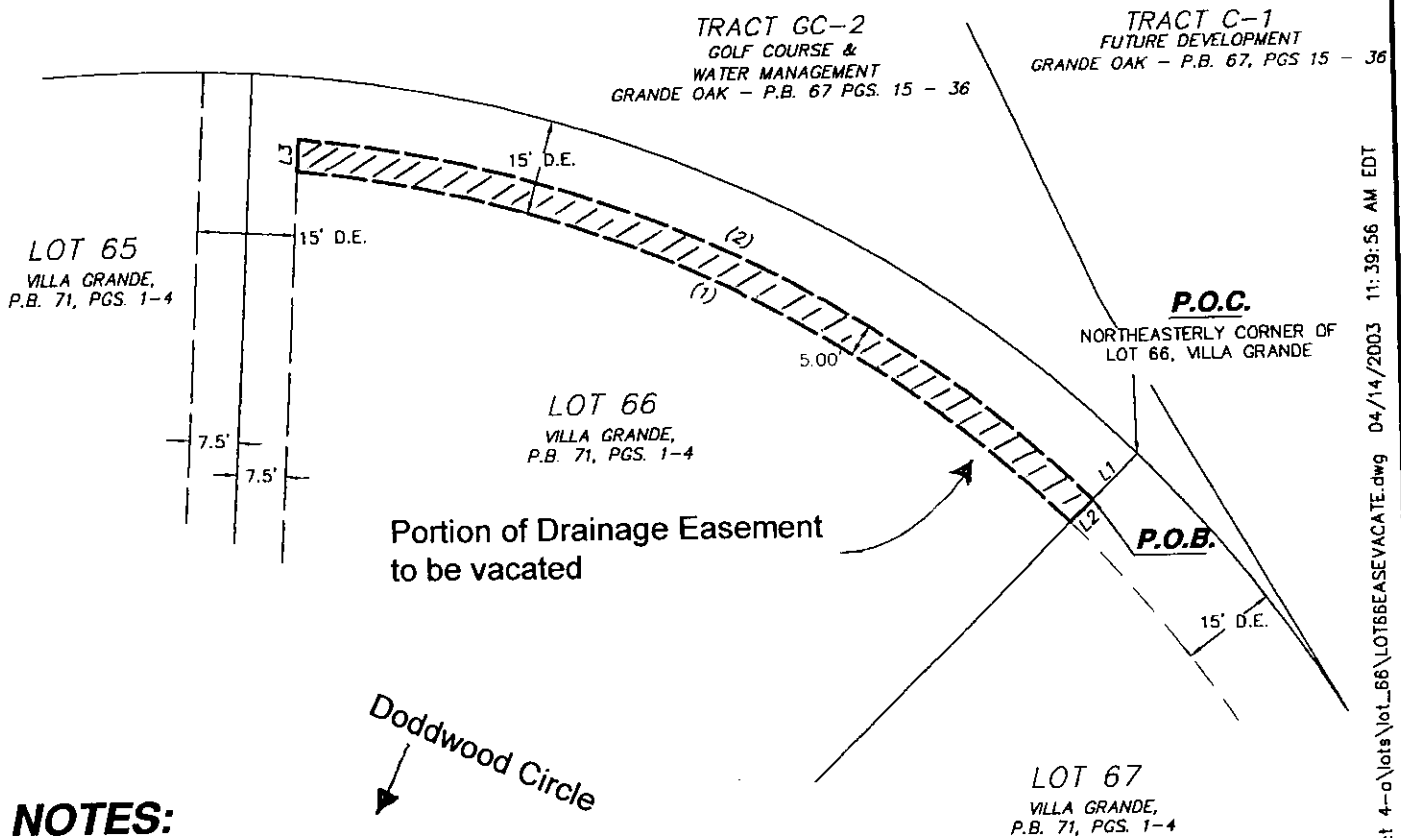 TRACT GC-2
GOLF COURSE &
WATER MANAGEMENT
GRANDE OAK - P.B. 67 PGS. 15 - 36
TRACT C-1
FUTURE DEVELOPMENT
GRANDE OAK - P.B. 67, PGS 15 - 36
L3
15' D.E.
15' D.E.
LOT 65
VILLA GRANDE,
P.B. 71, PGS. 1-4
(2)
(1)
5.00'
P.O.C.
NORTHEASTERLY CORNER OF
LOT 66, VILLA GRANDE
LOT 66
VILLA GRANDE,
P.B. 71, PGS. 1-4
7.5'
7.5'
L1
L2
P.O.B.
Portion of Drainage Easement
to be vacated
15' D.E.
Doddwood Circle
LOT 67
VILLA GRANDE,
P.B. 71, PGS. 1-4
NOTES:
4-a\lots\lot_66\LOT66EASEVACATE.dwg 04/14/2003 11:39:56 AM EDT